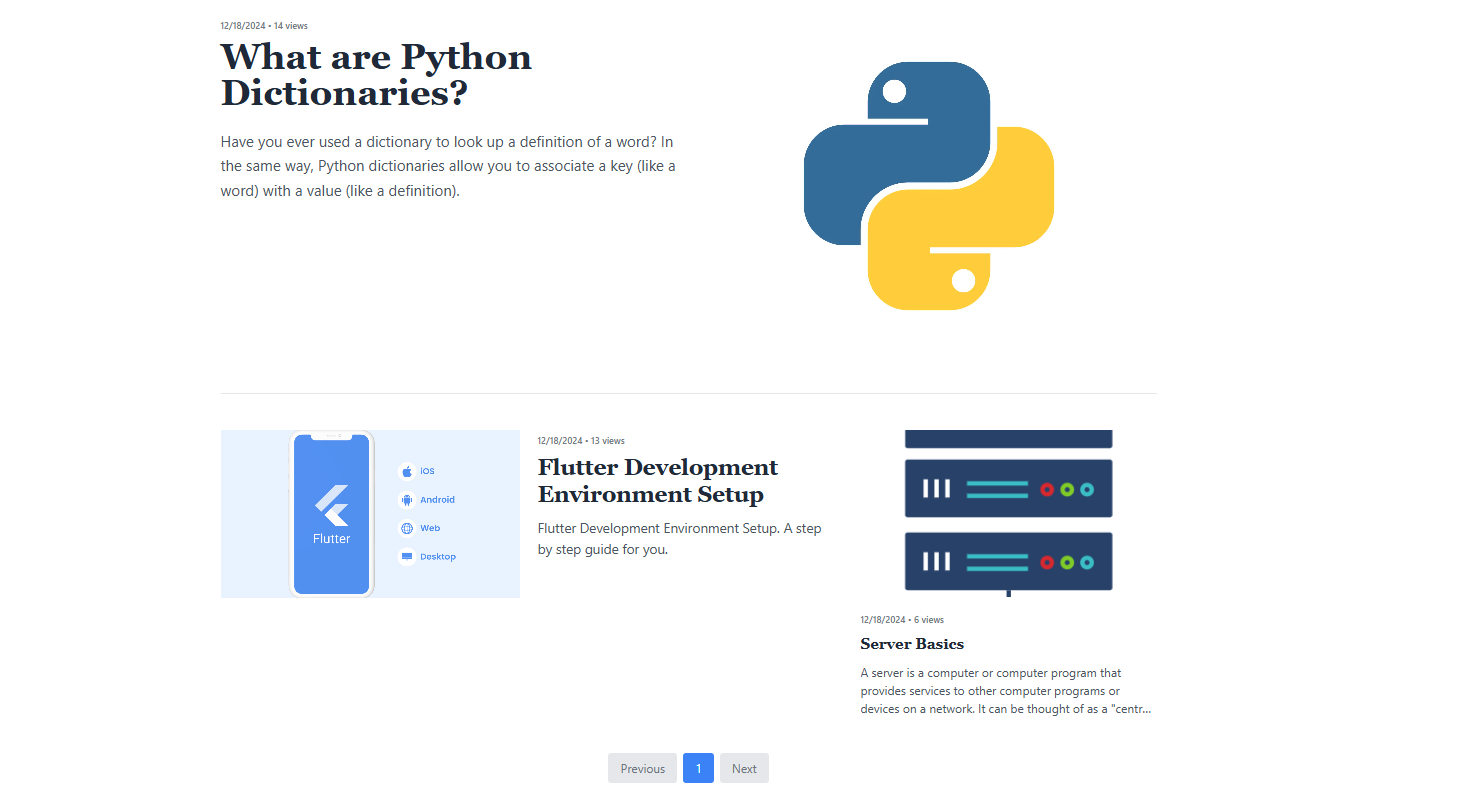 12/18/2024 • 14 views
What are Python
Dictionaries?
Have you ever used a dictionary to look up a definition of a word? In
the same way, Python dictionaries allow you to associate a key (like a
word) with a value (like a definition).
Flutter
iOS
Android
Web
Desktop
12/18/2024 • 13 views
Flutter Development
Environment Setup
Flutter Development Environment Setup. A step
by step guide for you.
12/18/2024 • 6 views
Server Basics
A server is a computer or computer program that
provides services to other computer programs or
devices on a network. It can be thought of as a "centr...
Previous
1
Next